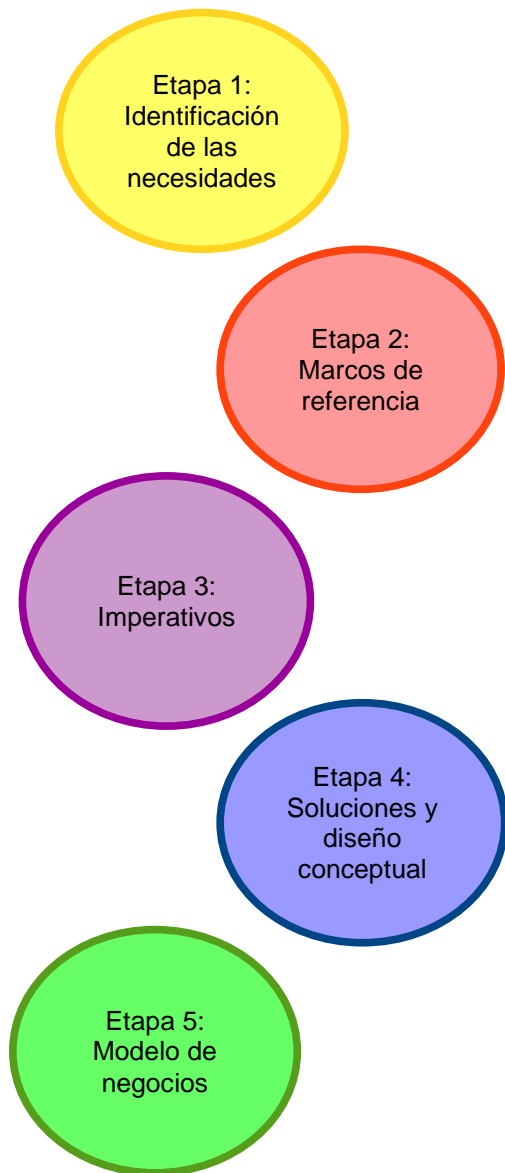 Etapa 1:
Identificación
de las
necesidades
Etapa 2:
Marcos de
referencia
Etapa 3:
Imperativos
Etapa 4:
Soluciones y
diseño
conceptual
Etapa 5:
Modelo de
negocios